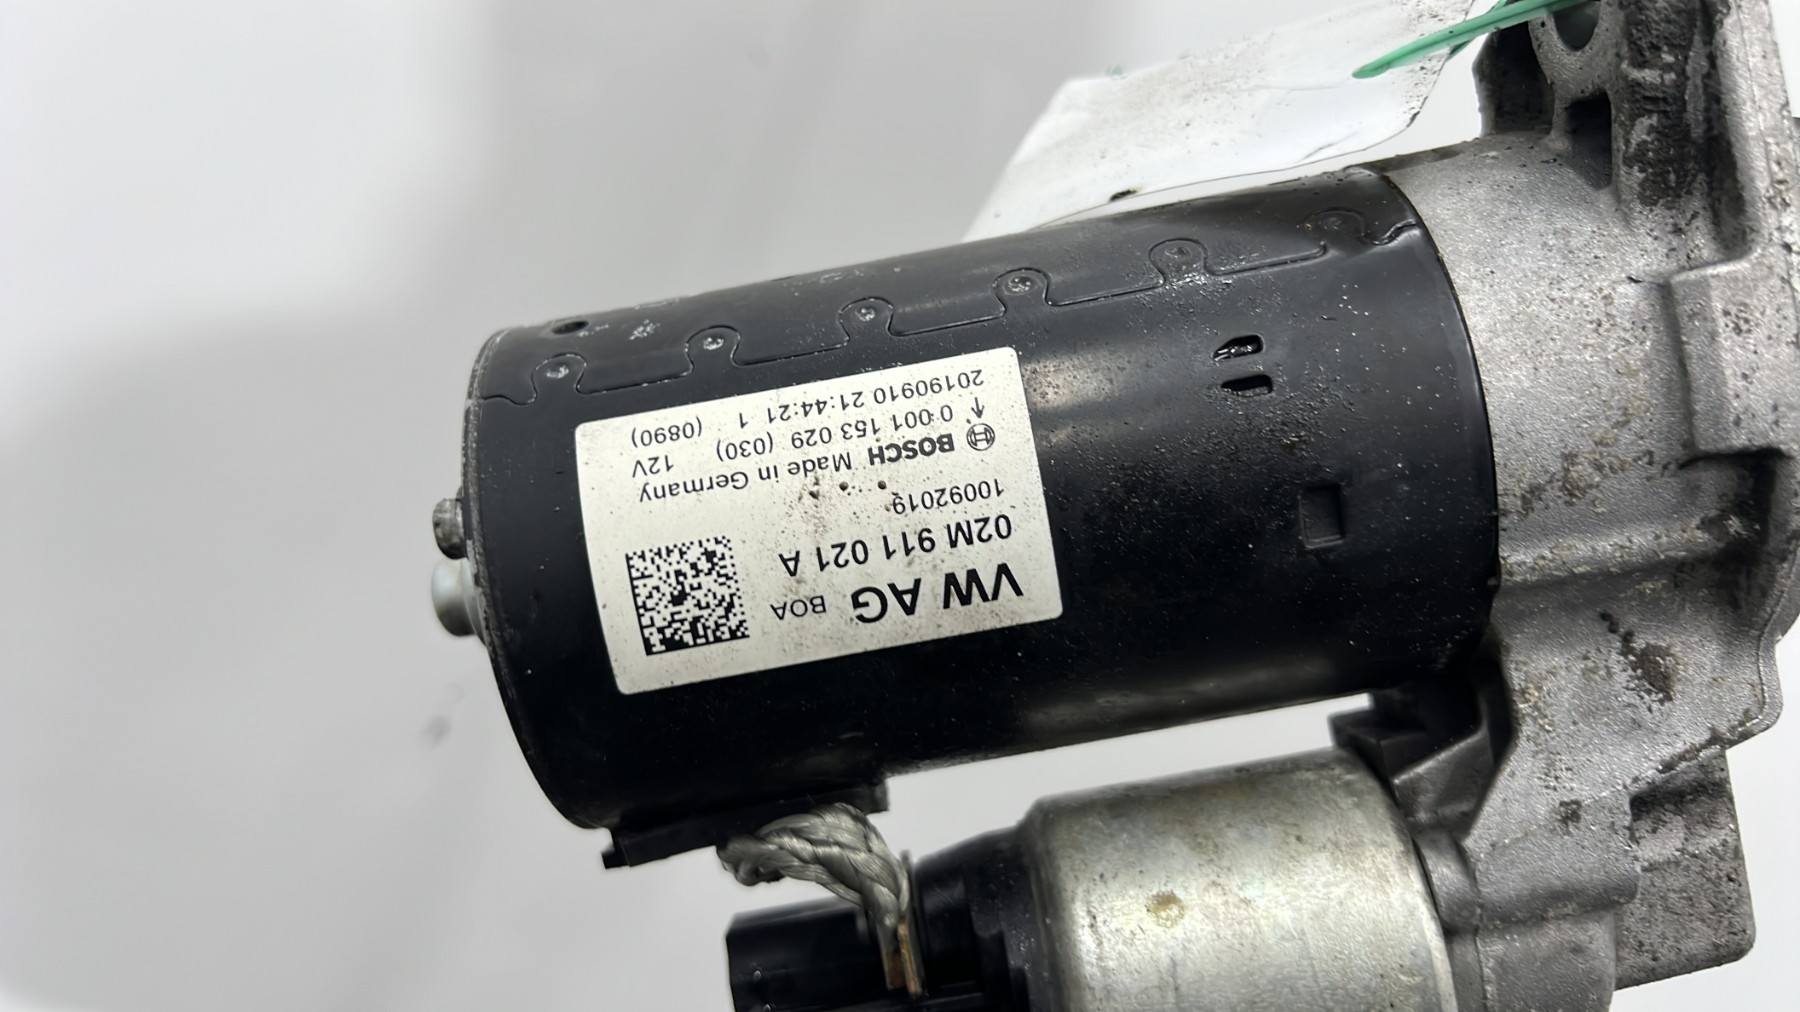 VW AG BOA
02M 911 021 A
10092019
BOSCH Made in Germany
0 001 153 029 (030) 12V
20190910 21:44:21 1 (0890)